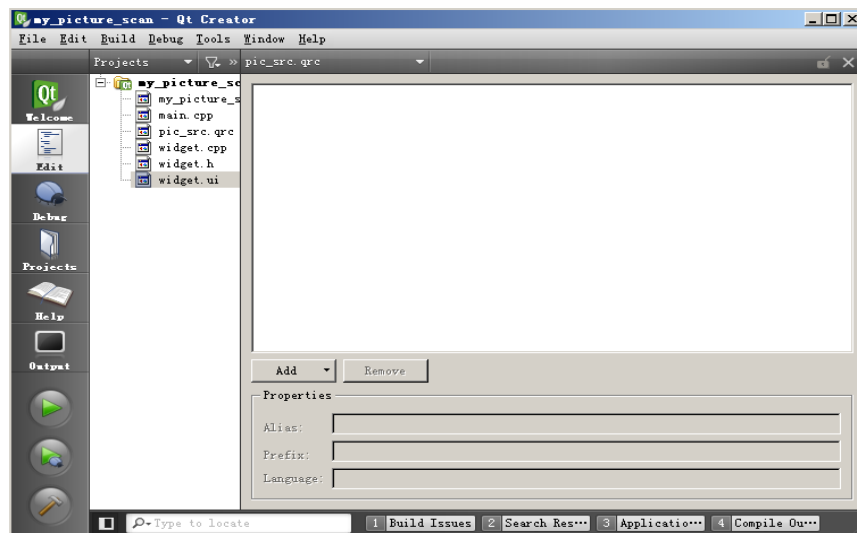 my_picture_scan - Qt Creator
File Edit Build Debug Tools Window Help
Projects » pic_src.qrc
Qt
Welcome
Edit
Debug
Projects
Help
Output
my_picture_sc
my_picture_s
main.cpp
pic_src.qrc
widget.cpp
widget.h
widget.ui
Add Remove
Properties
Alias:
Prefix:
Language:
Type to locate 1 Build Issues 2 Search Res··· 3 Applicatio··· 4 Compile Ou···